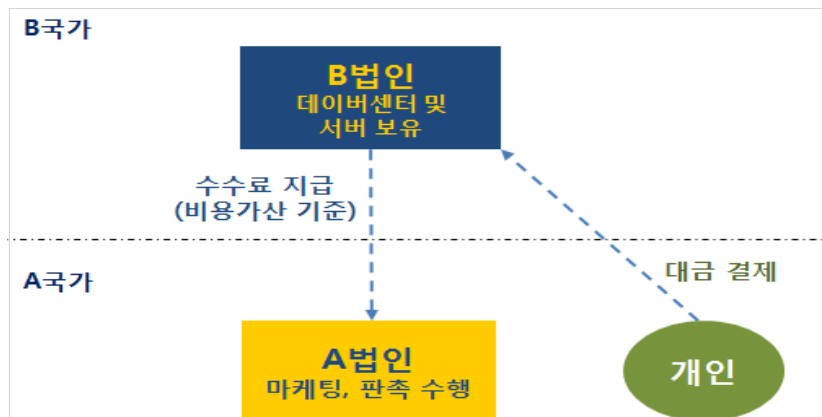 B국가
B법인
데이버센터 및
서버 보유
수수료 지급
(비용가산 기준)
대금 결제
A국가
A법인
마케팅, 판촉 수행
개인